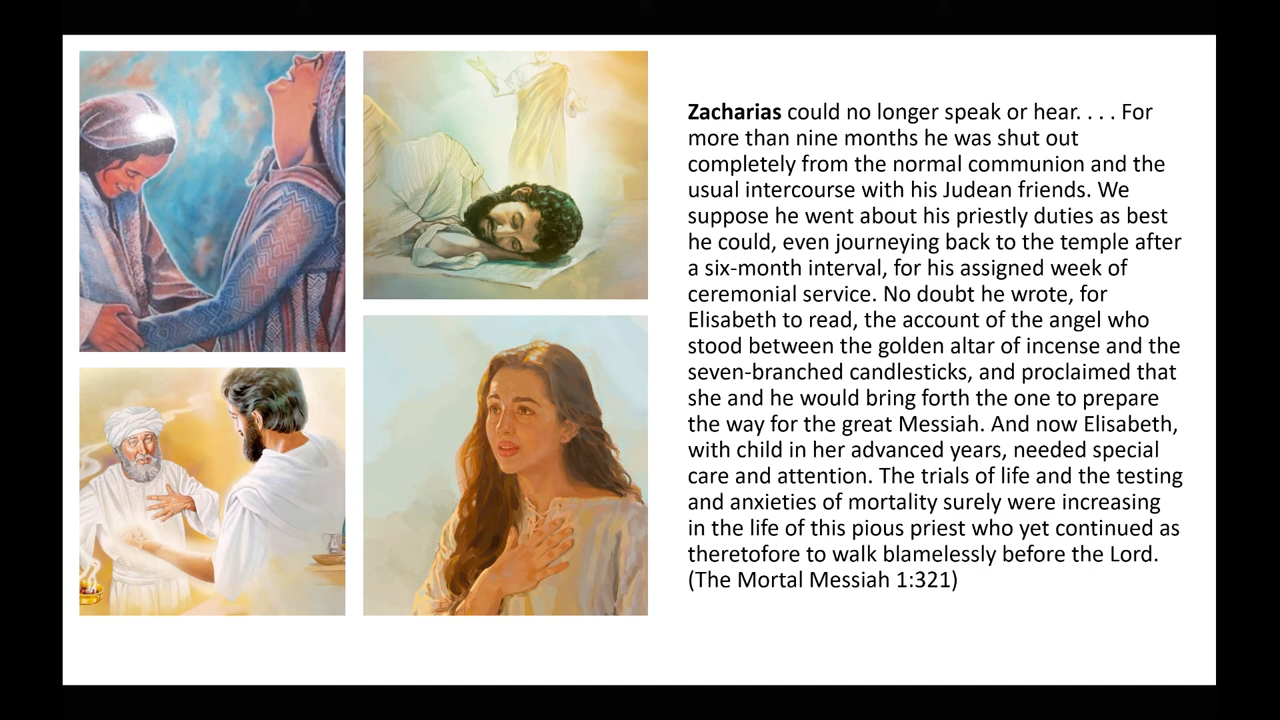 Zacharias could no longer speak or hear. . . . For
more than nine months he was shut out
completely from the normal communion and the
usual intercourse with his Judean friends. We
suppose he went about his priestly duties as best
he could, even journeying back to the temple after
a six-month interval, for his assigned week of
ceremonial service. No doubt he wrote, for
Elisabeth to read, the account of the angel who
stood between the golden altar of incense and the
seven-branched candlesticks, and proclaimed that
she and he would bring forth the one to prepare
the way for the great Messiah. And now Elisabeth,
with child in her advanced years, needed special
care and attention. The trials of life and the testing
and anxieties of mortality surely were increasing
in the life of this pious priest who yet continued as
theretofore to walk blamelessly before the Lord.
(The Mortal Messiah 1:321)